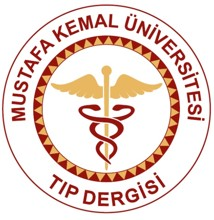 MUSTAFA KEMAL ÜNİVERSİTESİ
TIP DERGİSİ